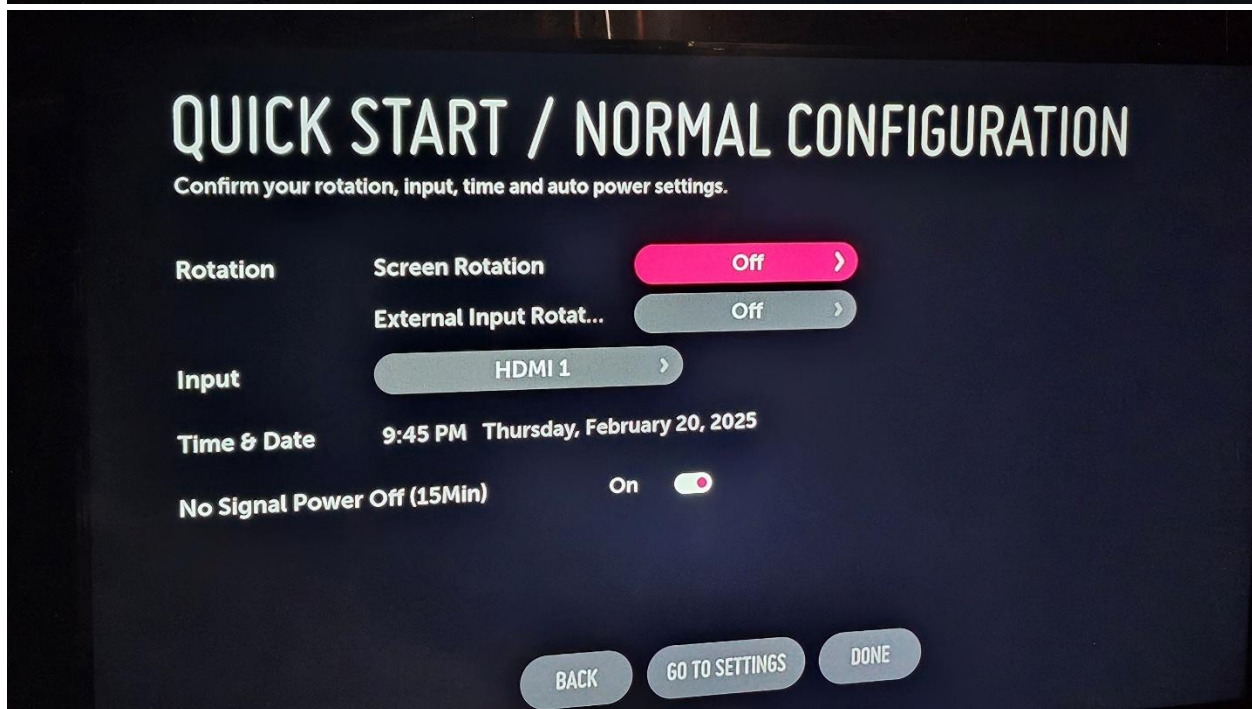 QUICK START / NORMAL CONFIGURATION
Confirm your rotation, input, time and auto power settings.
Rotation Screen Rotation Off
External Input Rotat... Off
Input HDMI 1
Time & Date 9:45 PM Thursday, February 20, 2025
No Signal Power Off (15Min) On
BACK GO TO SETTINGS DONE